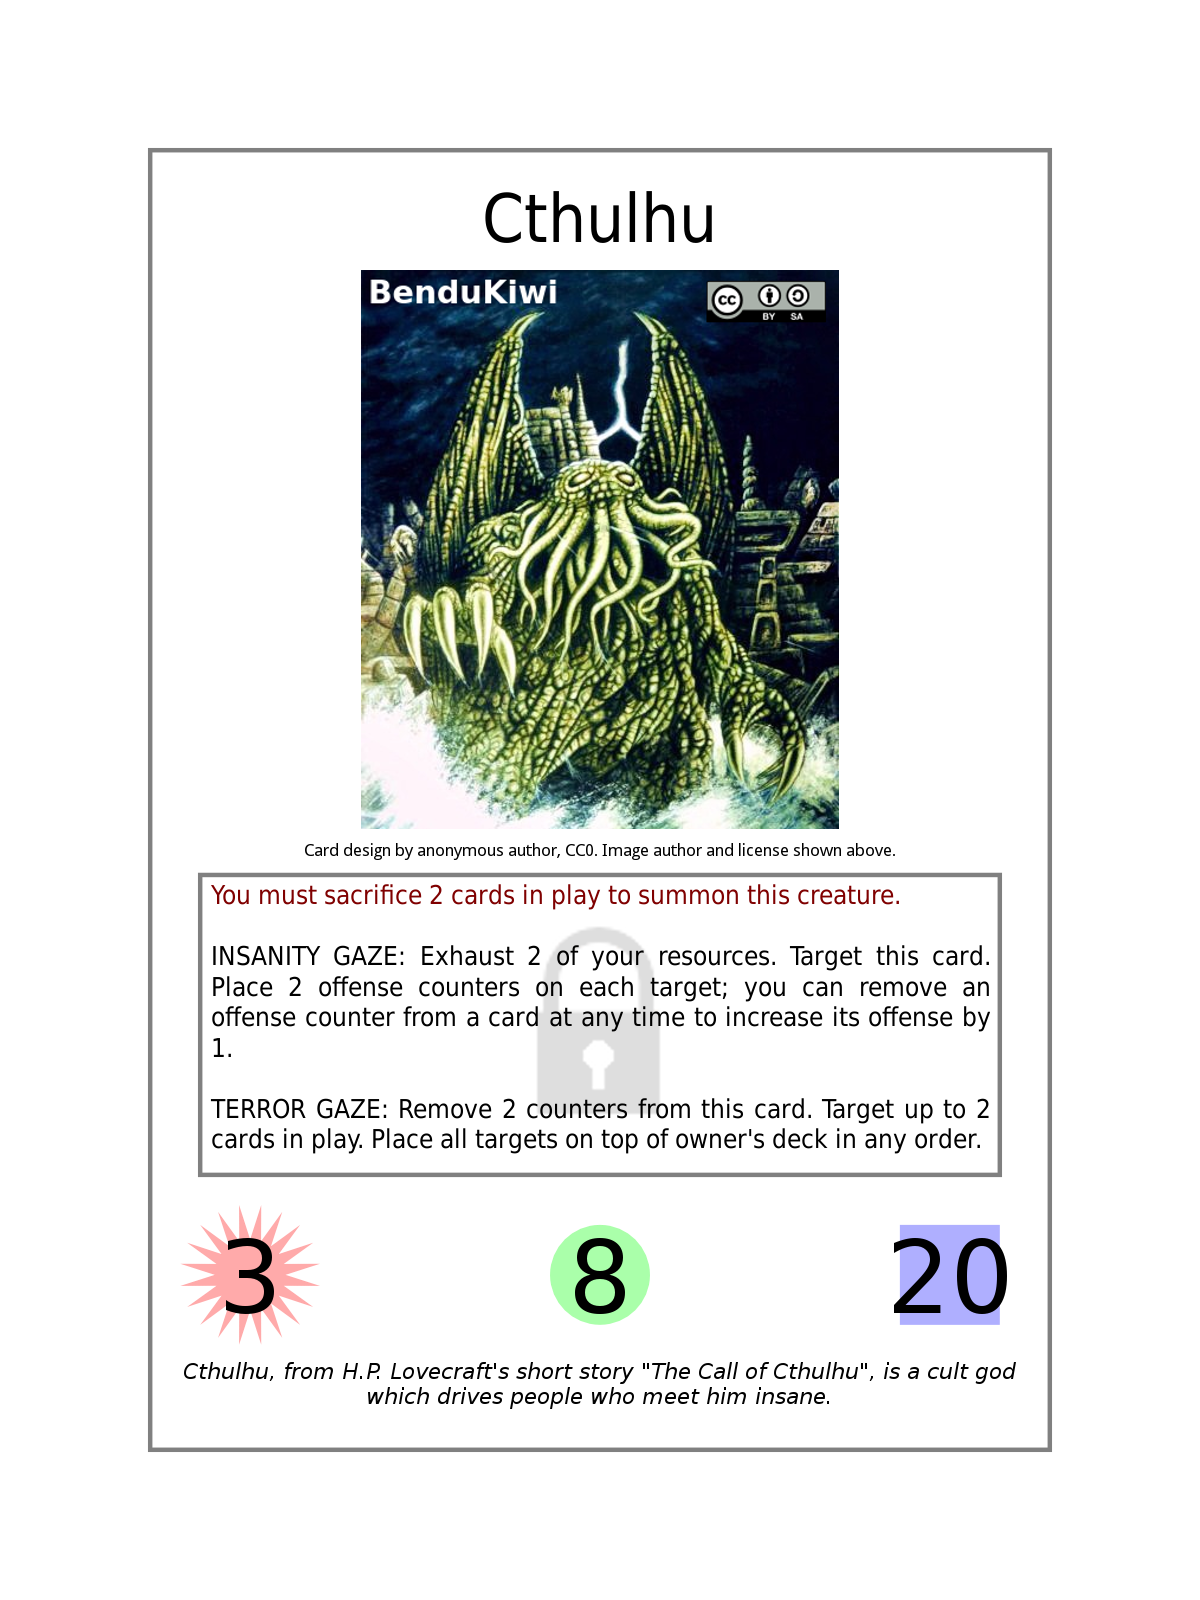 Cthulhu
BenduKiwi
cc
BY SA
Card design by anonymous author, CC0. Image author and license shown above.
You must sacrifice 2 cards in play to summon this creature.
INSANITY GAZE: Exhaust 2 of your resources. Target this card.
Place 2 offense counters on each target; you can remove an
offense counter from a card at any time to increase its offense by
1.
TERROR GAZE: Remove 2 counters from this card. Target up to 2
cards in play. Place all targets on top of owner's deck in any order.
3 8 20
Cthulhu, from H.P. Lovecraft's short story "The Call of Cthulhu", is a cult god
which drives people who meet him insane.